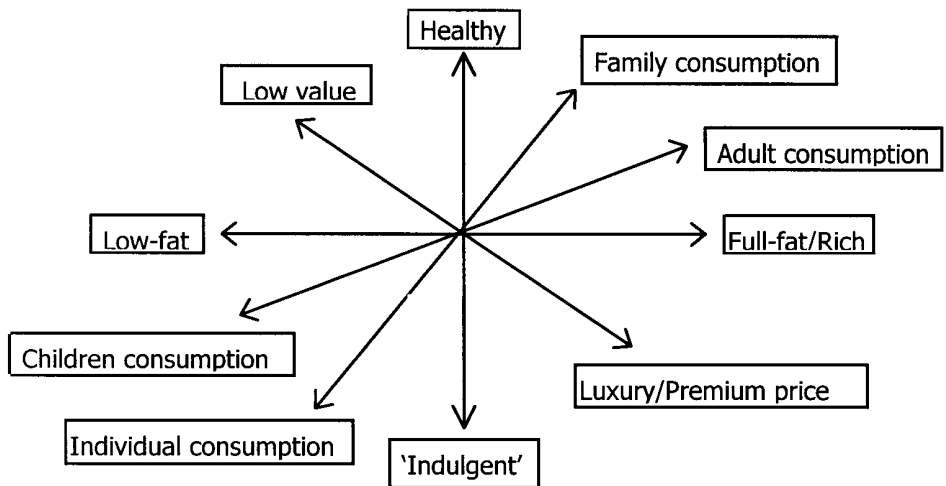 Healthy
Family consumption
Low value
Adult consumption
Low-fat
Full-fat/Rich
Children consumption
Luxury/Premium price
Individual consumption
‘Indulgent’